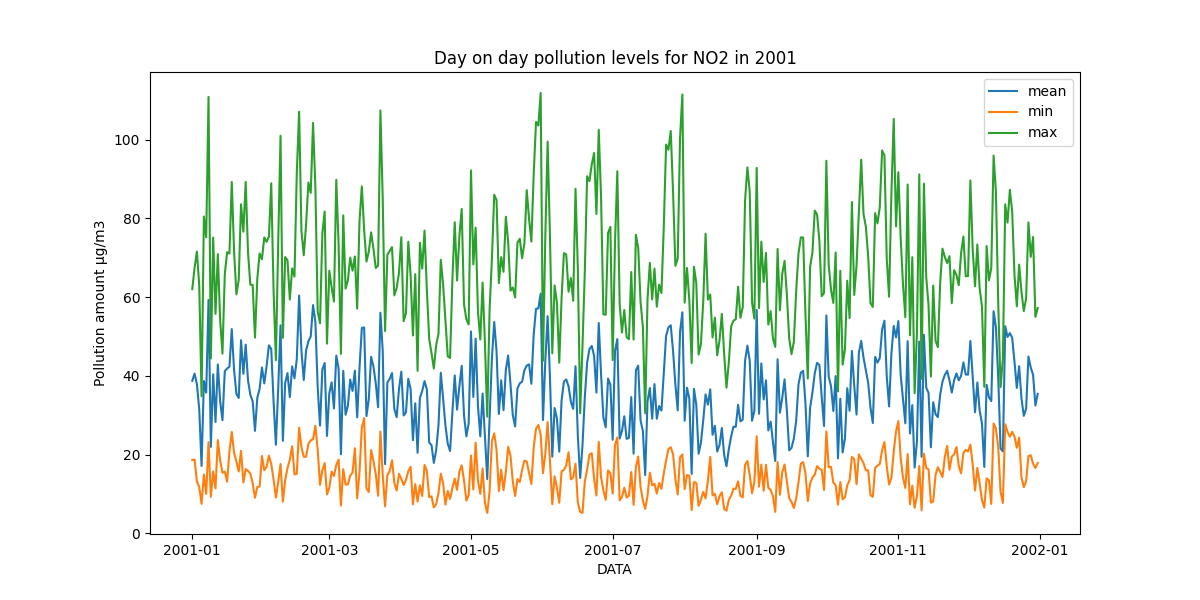 Day on day pollution levels for NO2 in 2001
mean
min
max
Pollution amount µg/m3
100
80
60
40
20
0
2001-01
2001-03
2001-05
2001-07
2001-09
2001-11
2002-01
DATA